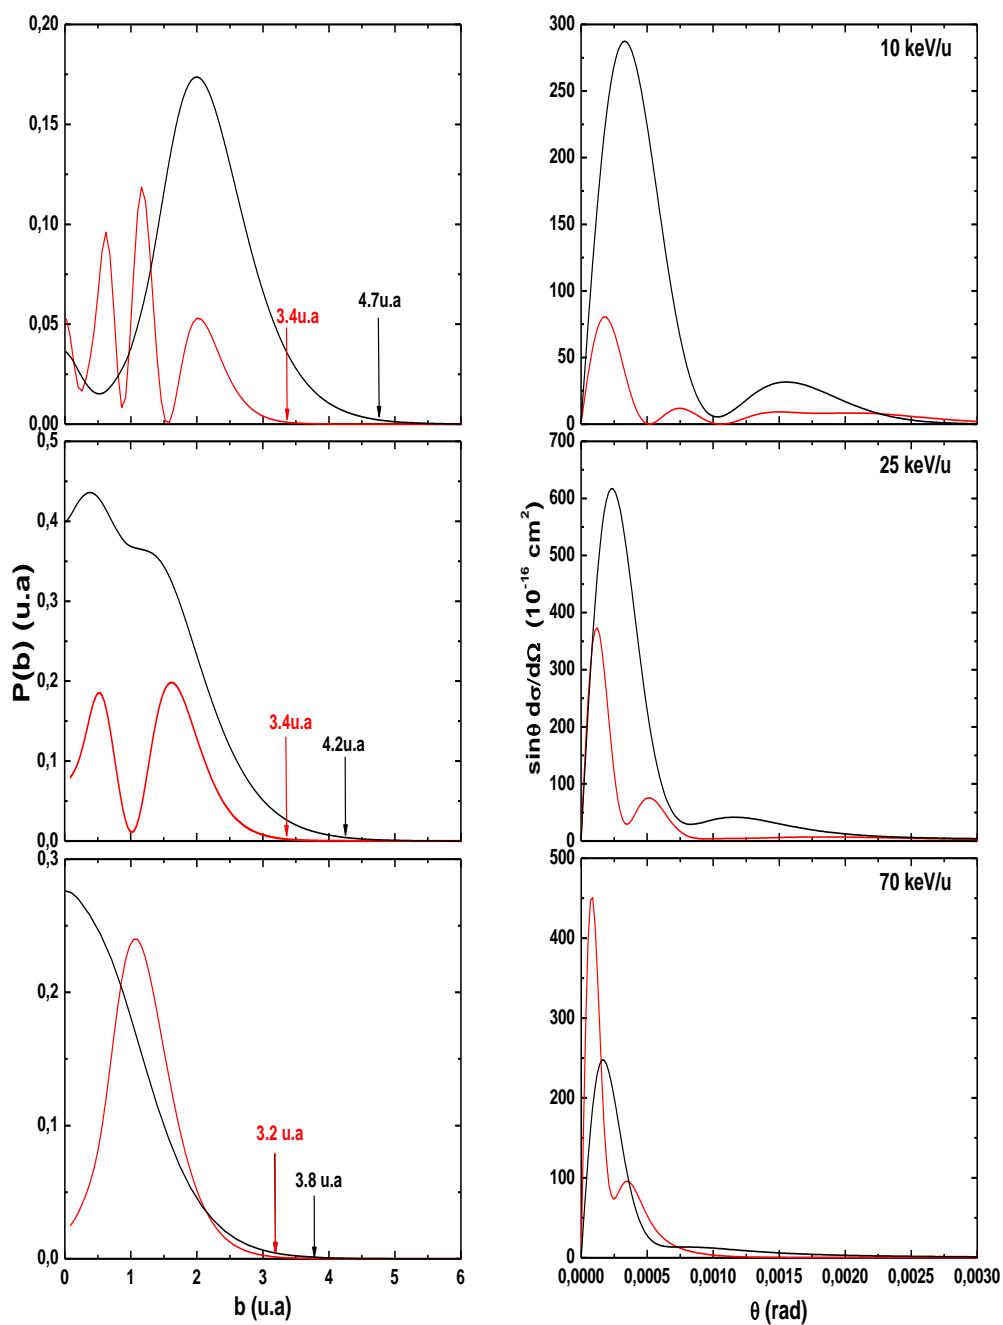 0,20
0,15
0,10
0,05
0,00
3.4u.a
4.7u.a
300
250
200
150
100
50
0
10 keV/u
0,5
0,4
0,3
0,2
0,1
0,0
P(b) (u.a)
3.4u.a
4.2u.a
700
600
500
400
300
200
100
0
sinθ dσ/dΩ (10⁻¹⁶ cm²)
25 keV/u
0,3
0,2
0,1
0,0
3.2 u.a
3.8 u.a
0 1 2 3 4 5 6
b (u.a)
500
450
400
300
200
100
0
70 keV/u
0,0000 0,0005 0,0010 0,0015 0,0020 0,0025 0,0030
θ (rad)